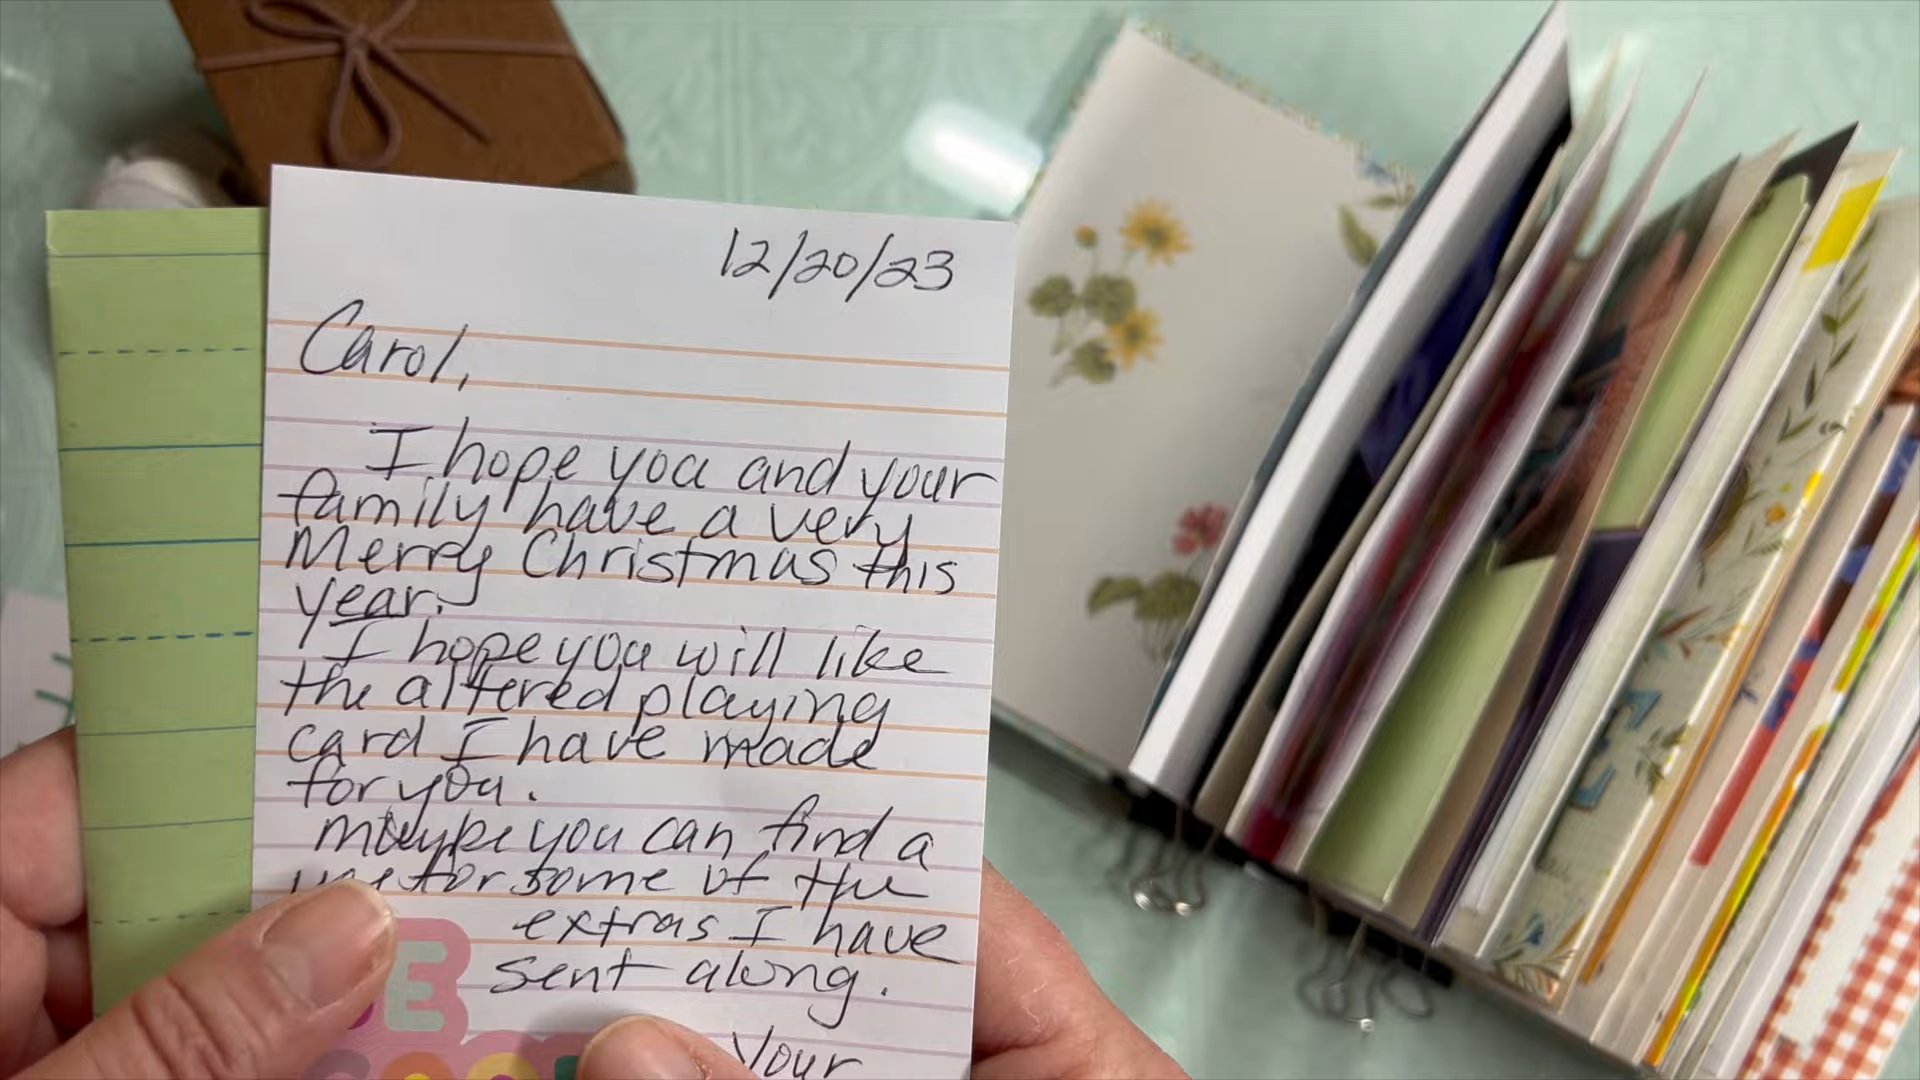 12/20/23
Carol,
I hope you and your
family have a very
Merry Christmas this
year.
I hope you will like
the altered playing
card I have made
for you.
maybe you can find a
use for some of the
extras I have
sent along.
Your